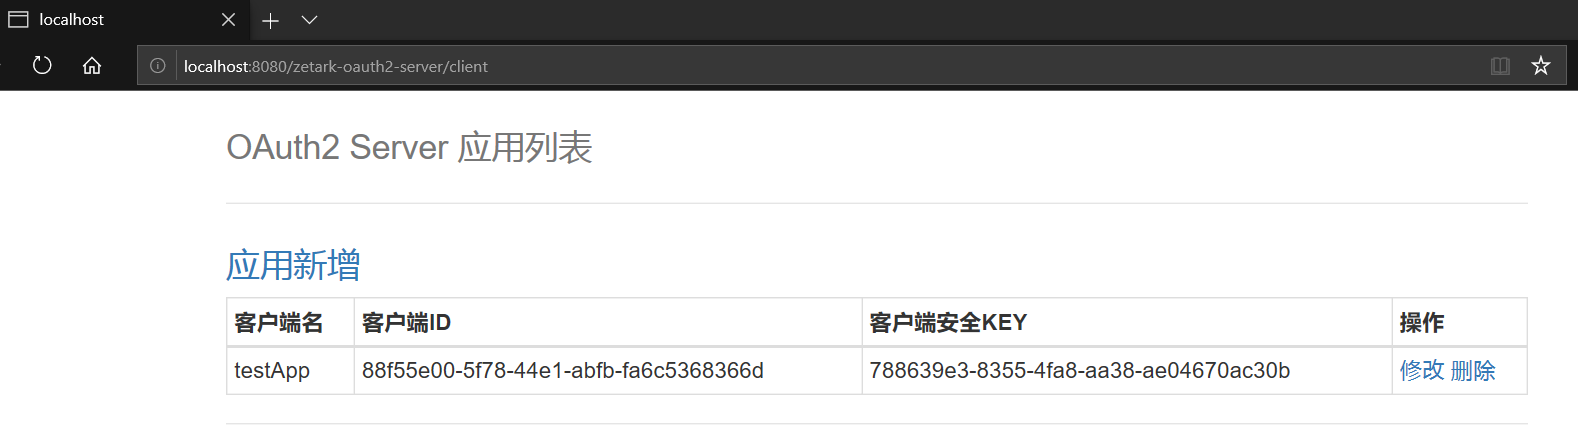 localhost
localhost:8080/zetark-oauth2-server/client
OAuth2 Server 应用列表
应用新增
客户端名 客户端ID 客户端安全KEY 操作
testApp 88f55e00-5f78-44e1-abfb-fa6c5368366d 788639e3-8355-4fa8-aa38-ae04670ac30b 修改 删除